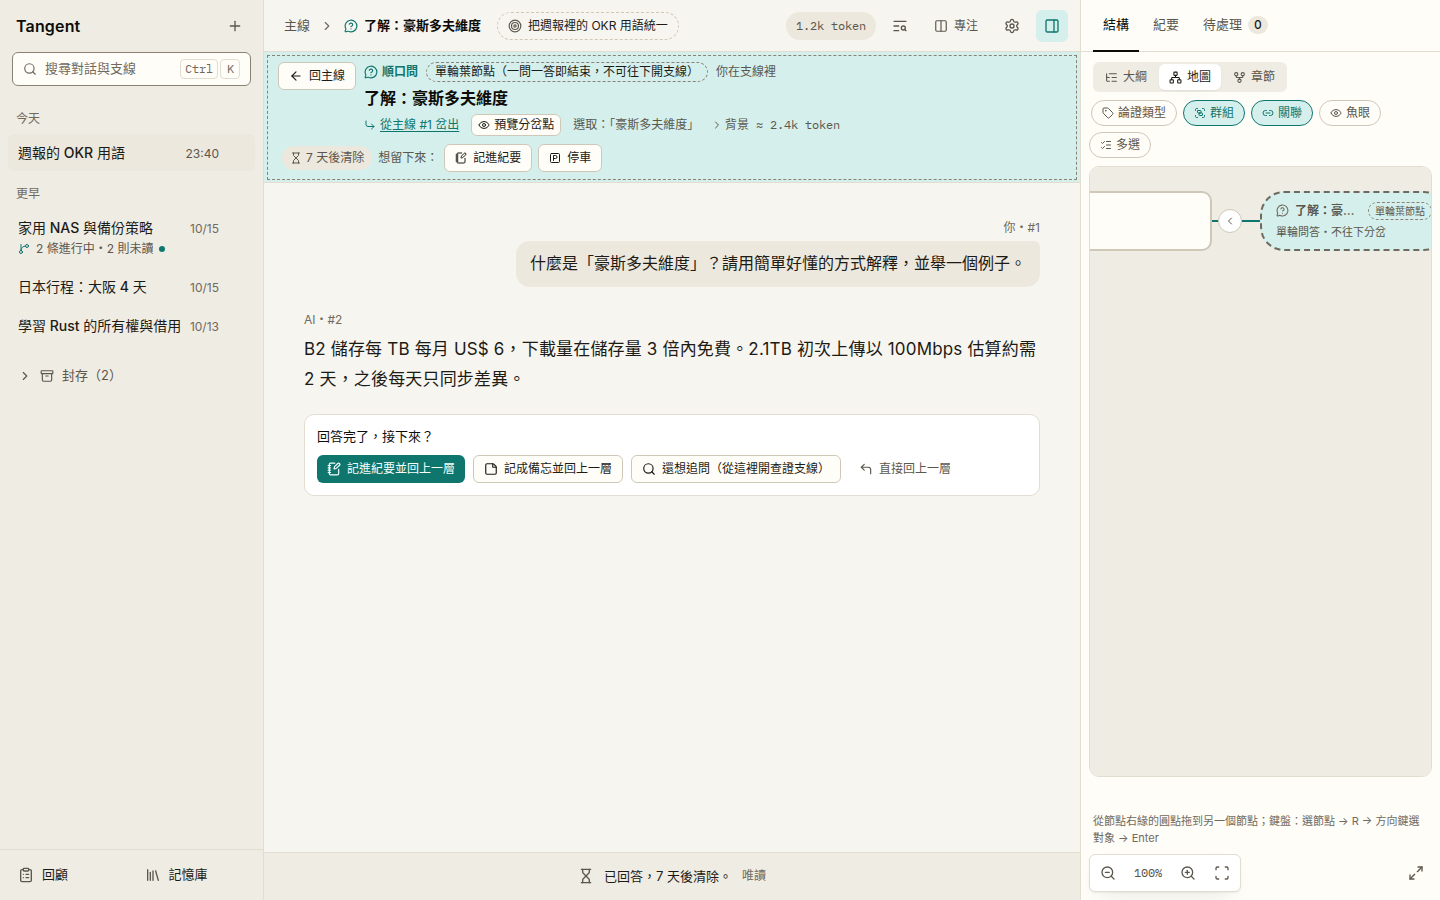 Tangent
搜尋對話與支線 Ctrl K
今天
週報的 OKR 用語 23:40
更早
家用 NAS 與備份策略 10/15
2 條進行中・2 則未讀
日本行程：大阪 4 天 10/15
學習 Rust 的所有權與借用 10/13
封存（2）
回顧 記憶庫
主線 了解：豪斯多夫維度 把週報裡的 OKR 用語統一 1.2k token 專注
回主線 順口問 單輪葉節點（一問一答即結束，不可往下開支線） 你在支線裡
了解：豪斯多夫維度
從主線 #1 岔出 預覽分岔點 選取：「豪斯多夫維度」 背景 ≈ 2.4k token
7 天後清除 想留下來： 記進紀要 停車
你・#1
什麼是「豪斯多夫維度」？請用簡單好懂的方式解釋，並舉一個例子。
AI・#2
B2 儲存每 TB 每月 US$ 6，下載量在儲存量 3 倍內免費。2.1TB 初次上傳以 100Mbps 估算約需
2 天，之後每天只同步差異。
回答完了，接下來？
記進紀要並回上一層 記成備忘並回上一層 還想追問（從這裡開查證支線） 直接回上一層
已回答，7 天後清除。 唯讀
結構 紀要 待處理 0
大綱 地圖 章節
論證類型 群組 關聯 魚眼
多選
了解：豪... 單輪葉節點
單輪問答・不往下分岔
從節點右緣的圓點拖到另一個節點；鍵盤：選節點 → R → 方向鍵選
對象 → Enter
100%